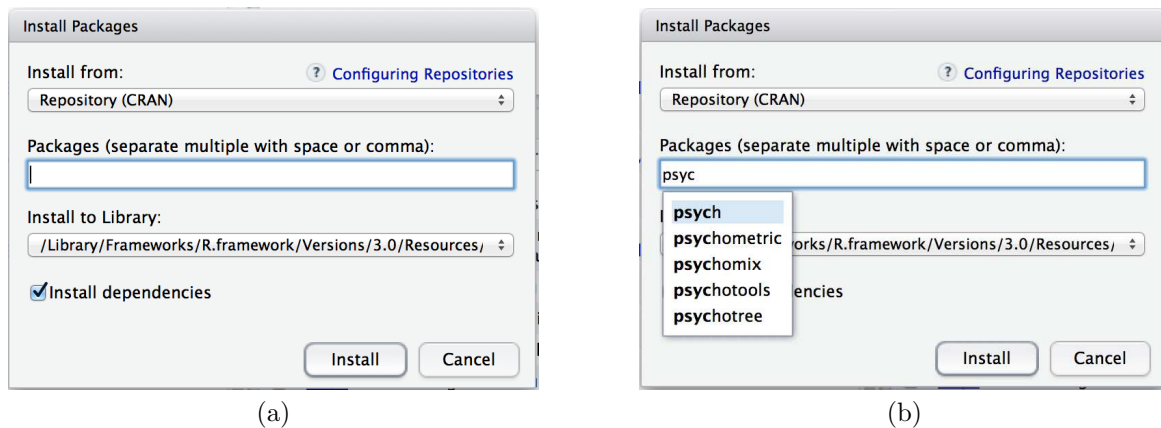 Install Packages
Install from:
? Configuring Repositories
Repository (CRAN)
Packages (separate multiple with space or comma):
Install to Library:
/Library/Frameworks/R.framework/Versions/3.0/Resources/
Install dependencies
Install
Cancel
(a)
Install Packages
Install from:
? Configuring Repositories
Repository (CRAN)
Packages (separate multiple with space or comma):
psyc
psych
psychometric
orks/R.framework/Versions/3.0/Resources/
psychomix
psychotools
encies
psychotree
Install
Cancel
(b)